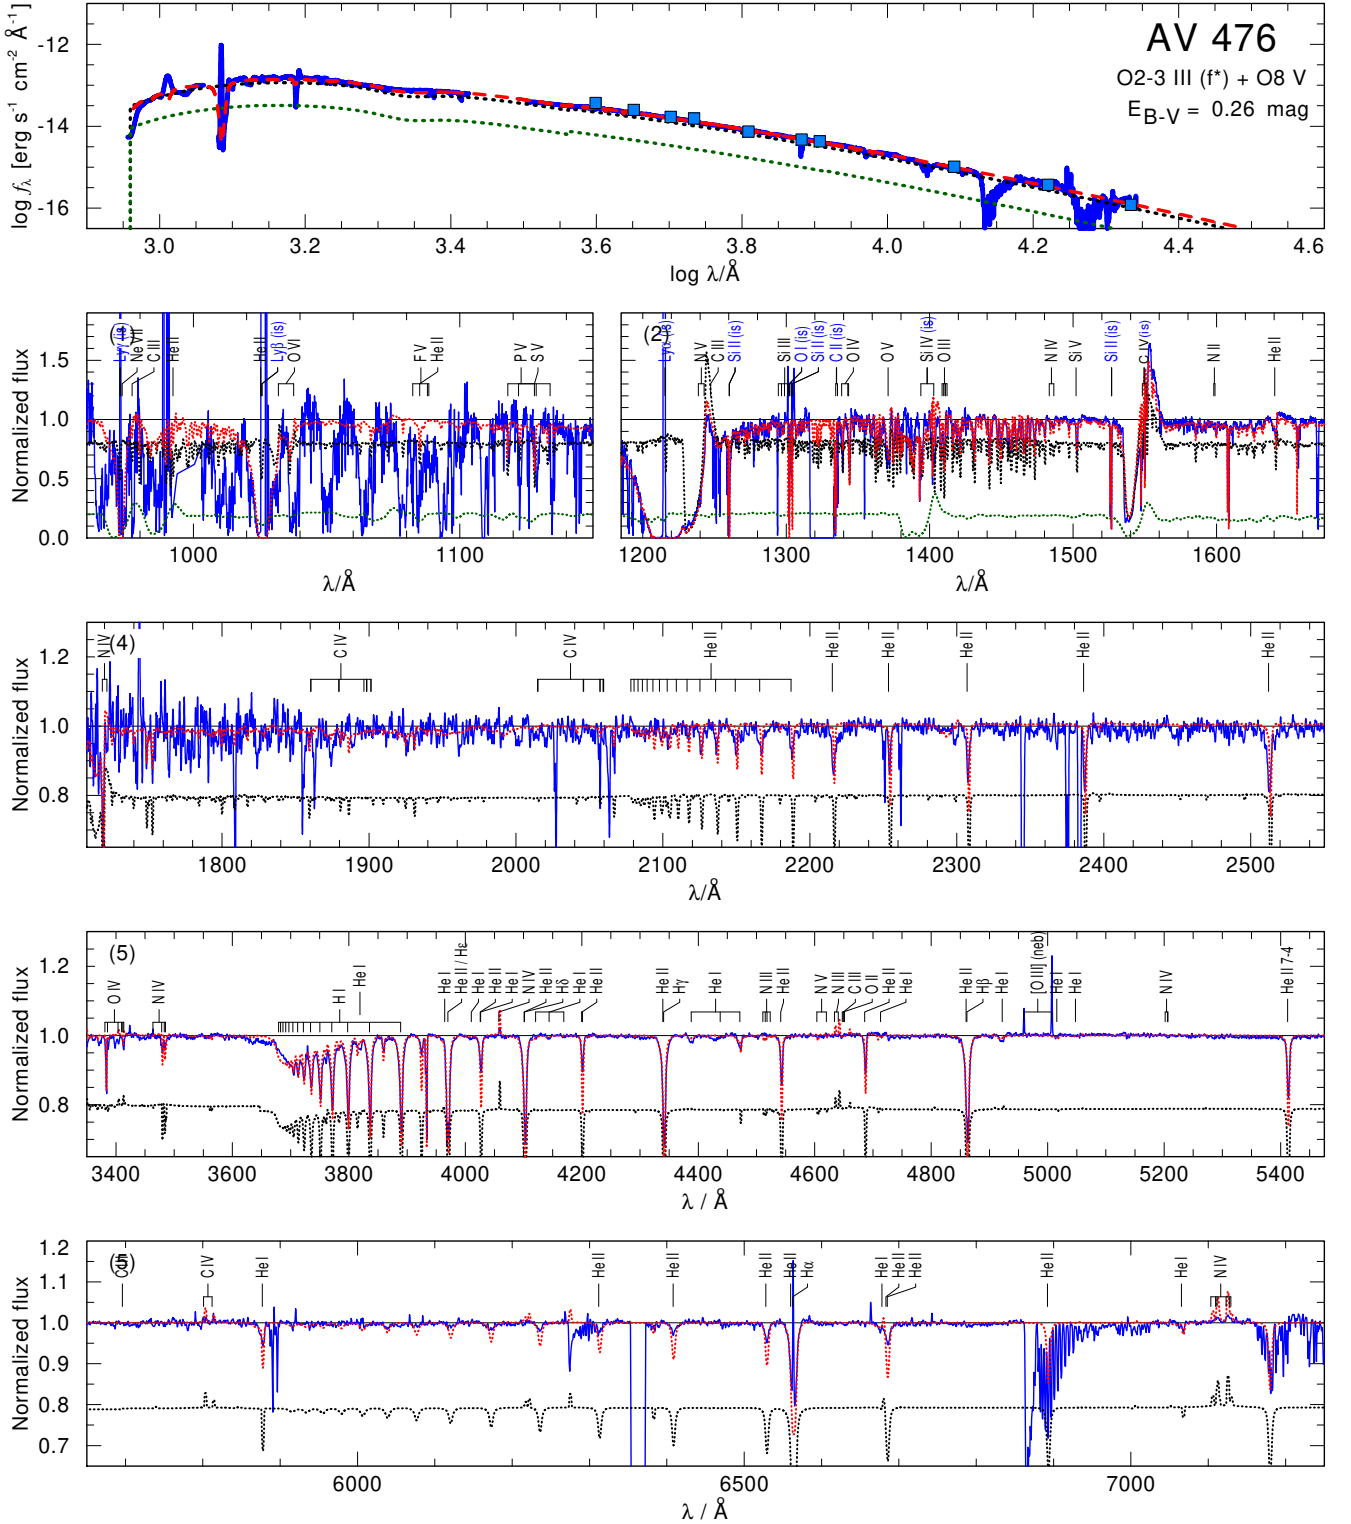 AV 476
O2-3 III (f*) + O8 V
E B-V = 0.26 mag
log fλ [erg s-1 cm-2 Å-1]
-12
-14
-16
3.0 3.2 3.4 3.6 3.8 4.0 4.2 4.4 4.6
log λ/Å
Normalized flux
1.5
1.0
0.5
0.0
Lyγ (is) Ne VIII C III He II He II Lyβ (is) O VI F V He II P V S V
1000 1100
λ/Å
(2)
Lyα (is) N V C III Si II (is) Si III O I (is) Si II (is) C II (is) O IV O V Si IV (is) O III N IV Si V Si II (is) C IV (is) N II He II
1200 1300 1400 1500 1600
λ/Å
Normalized flux
(4)
N IV C IV C IV He II He II He II He II He II He II
1.2
1.0
0.8
1800 1900 2000 2100 2200 2300 2400 2500
λ/Å
Normalized flux
(5)
O IV N IV H I He I He I He II / Hε He I He II He I N IV He II Hδ He I He II He II Hγ He I N III He II N V N III C III O II He II He I He II Hβ He I [O III] (neb) He I He I N IV He II 7-4
1.2
1.0
0.8
3400 3600 3800 4000 4200 4400 4600 4800 5000 5200 5400
λ / Å
Normalized flux
(5)
C IV He I He II He II He II He II Hα He I He II He II He II He I N IV
1.2
1.1
1.0
0.9
0.8
0.7
6000 6500 7000
λ / Å